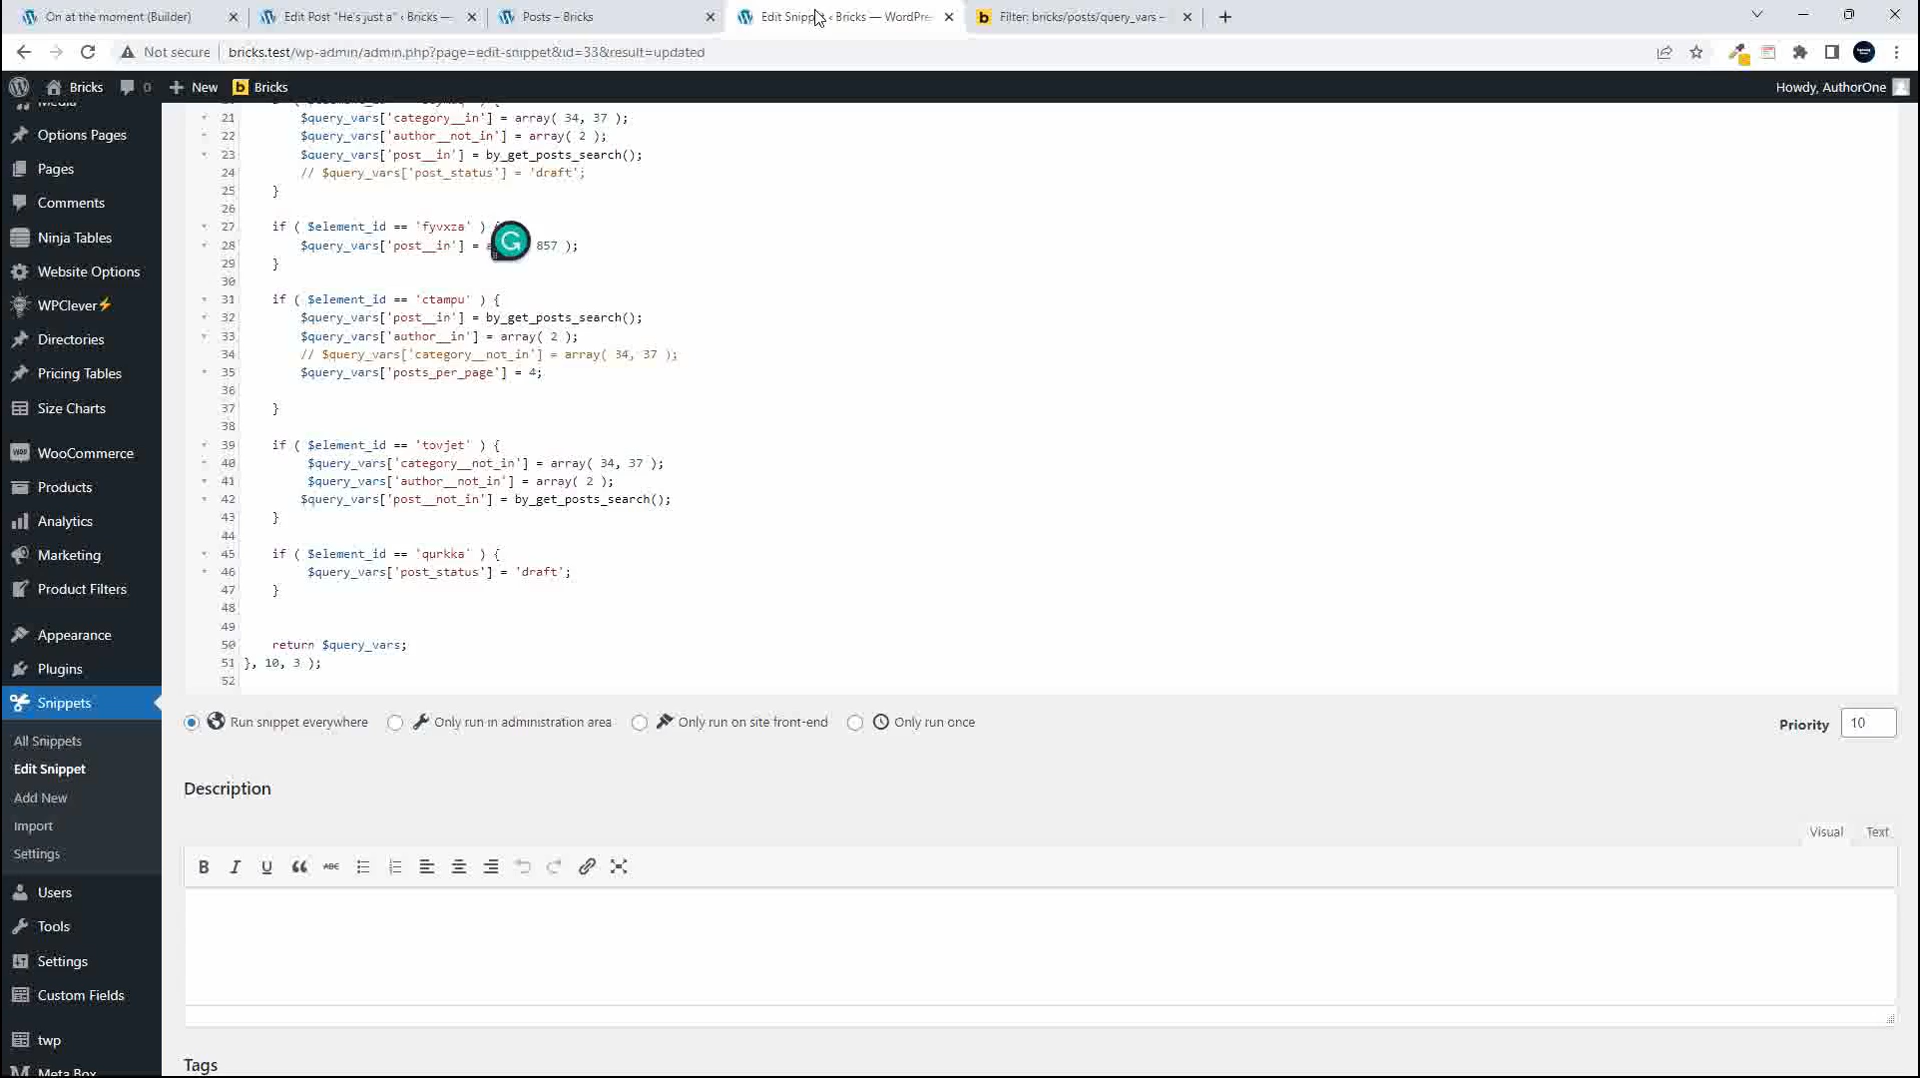 On at the moment (Builder)
Edit Post "He's just a" ‹ Bricks —
Posts – Bricks
Edit Snippet ‹ Bricks — WordPre
Filter: bricks/posts/query_vars –
Not secure
bricks.test/wp-admin/admin.php?page=edit-snippet&id=33&result=updated
Bricks
0
New
Bricks
Howdy, AuthorOne
Media
Options Pages
Pages
Comments
Ninja Tables
Website Options
WPClever⚡
Directories
Pricing Tables
Size Charts
WooCommerce
Products
Analytics
Marketing
Product Filters
Appearance
Plugins
Snippets
All Snippets
Edit Snippet
Add New
Import
Settings
Users
Tools
Settings
Custom Fields
twp
Meta Box
21 $query_vars['category__in'] = array( 34, 37 );
22 $query_vars['author__not_in'] = array( 2 );
23 $query_vars['post__in'] = by_get_posts_search();
24 // $query_vars['post_status'] = 'draft';
25 }
26
27 if ( $element_id == 'fyvxza' ) {
28 $query_vars['post__in'] = 857 );
29 }
30
31 if ( $element_id == 'ctampu' ) {
32 $query_vars['post__in'] = by_get_posts_search();
33 $query_vars['author__in'] = array( 2 );
34 // $query_vars['category__not_in'] = array( 34, 37 );
35 $query_vars['posts_per_page'] = 4;
36
37 }
38
39 if ( $element_id == 'tovjet' ) {
40 $query_vars['category__not_in'] = array( 34, 37 );
41 $query_vars['author__not_in'] = array( 2 );
42 $query_vars['post__not_in'] = by_get_posts_search();
43 }
44
45 if ( $element_id == 'qurkka' ) {
46 $query_vars['post_status'] = 'draft';
47 }
48
49
50 return $query_vars;
51 }, 10, 3 );
52
Run snippet everywhere
Only run in administration area
Only run on site front-end
Only run once
Priority
10
Description
Visual
Text
B I U ABC
Tags